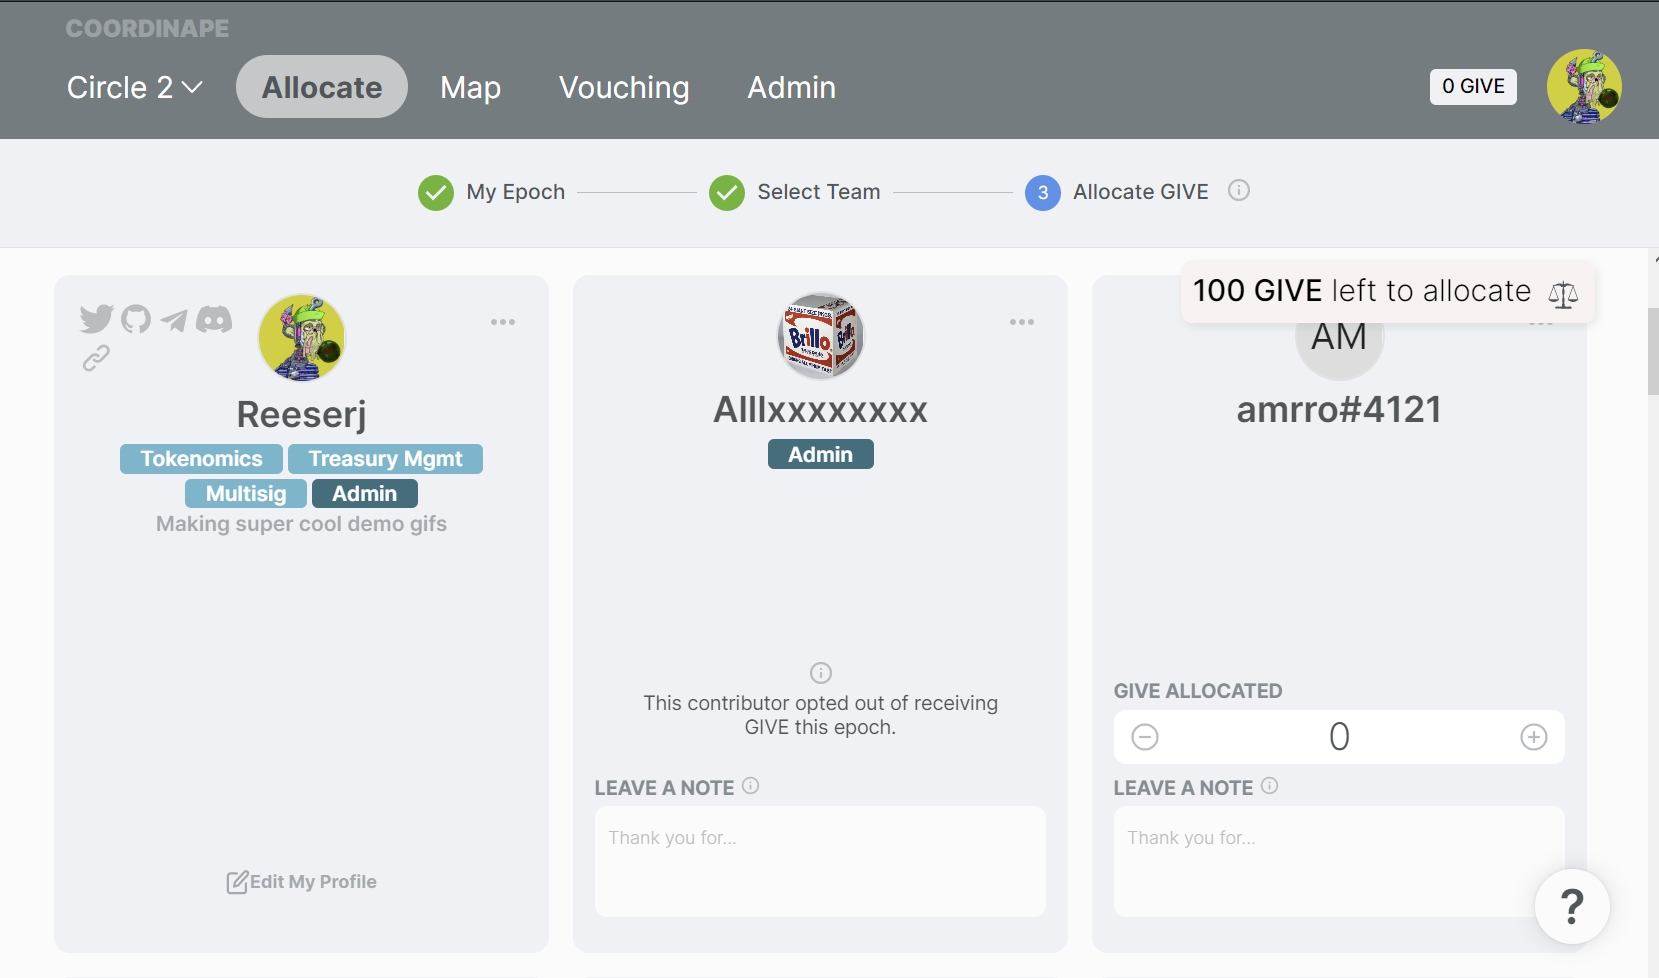 COORDINAPE
Circle 2
Allocate
Map
Vouching
Admin
0 GIVE
My Epoch
Select Team
3
Allocate GIVE
100 GIVE left to allocate
Reeserj
Tokenomics
Treasury Mgmt
Multisig
Admin
Making super cool demo gifs
Edit My Profile
Brillo
Alllxxxxxxxx
Admin
This contributor opted out of receiving
GIVE this epoch.
LEAVE A NOTE
Thank you for...
AM
amrro#4121
GIVE ALLOCATED
0
LEAVE A NOTE
Thank you for...
?